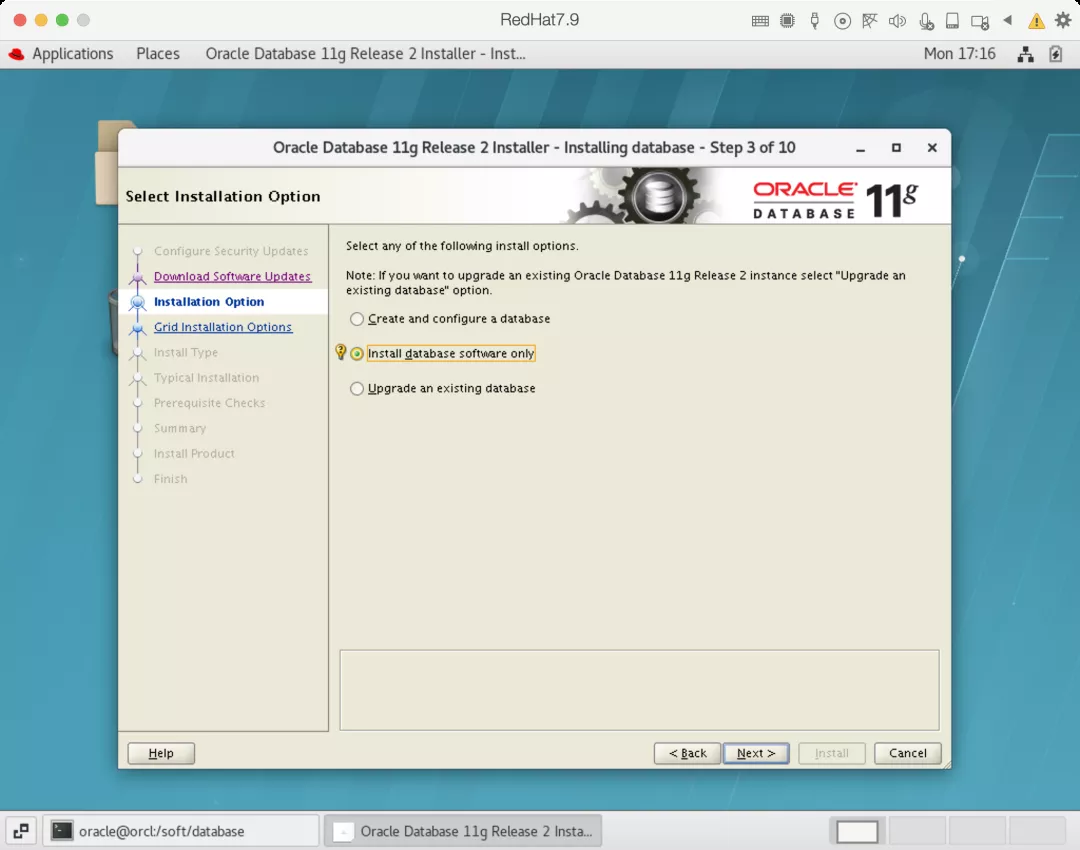 RedHat7.9
Applications Places Oracle Database 11g Release 2 Installer - Inst... Mon 17:16
Oracle Database 11g Release 2 Installer - Installing database - Step 3 of 10
Select Installation Option
ORACLE DATABASE 11g
Configure Security Updates
Download Software Updates
Installation Option
Grid Installation Options
Install Type
Typical Installation
Prerequisite Checks
Summary
Install Product
Finish
Select any of the following install options.
Note: If you want to upgrade an existing Oracle Database 11g Release 2 instance select "Upgrade an
existing database" option.
Create and configure a database
Install database software only
Upgrade an existing database
Help < Back Next > Install Cancel
oracle@orcl:/soft/database Oracle Database 11g Release 2 Insta...